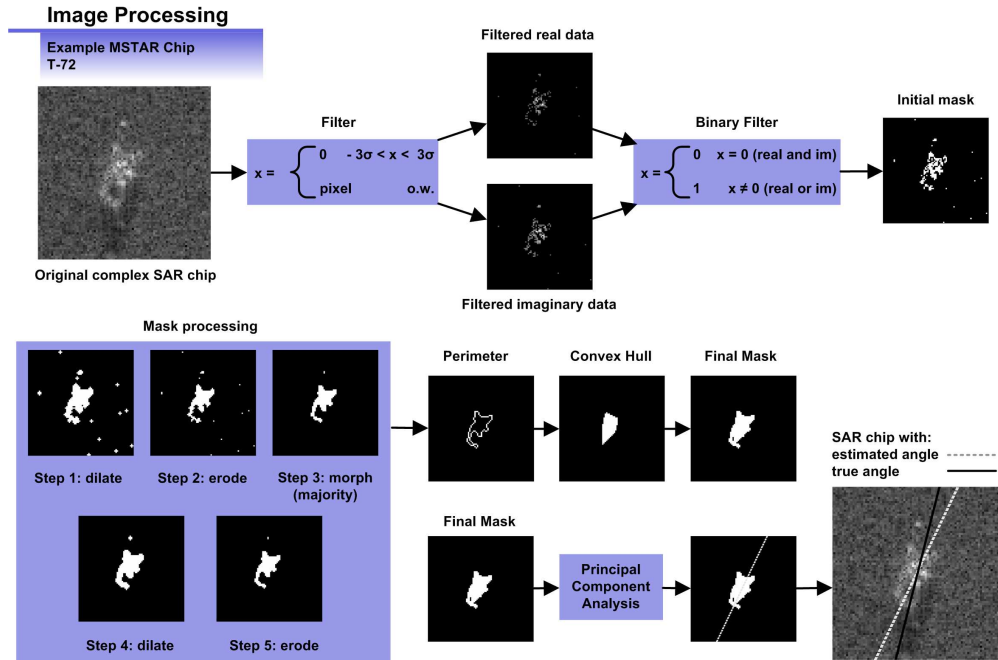 Image Processing
Example MSTAR Chip
T-72
Original complex SAR chip
Filter
x =
0 - 3σ < x < 3σ
pixel o.w.
Filtered real data
Filtered imaginary data
Binary Filter
x =
0 x = 0 (real and im)
1 x ≠ 0 (real or im)
Initial mask
Mask processing
Step 1: dilate
Step 2: erode
Step 3: morph
(majority)
Step 4: dilate
Step 5: erode
Perimeter
Convex Hull
Final Mask
Final Mask
Principal
Component
Analysis
SAR chip with:
estimated angle
true angle